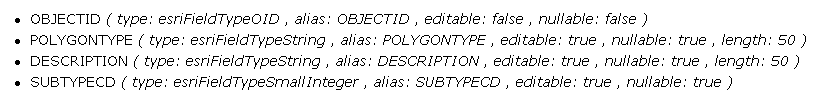 • OBJECTID ( type: esriFieldTypeOID , alias: OBJECTID , editable: false , nullable: false )
• POLYGONTYPE ( type: esriFieldTypeString , alias: POLYGONTYPE , editable: true , nullable: true , length: 50 )
• DESCRIPTION ( type: esriFieldTypeString , alias: DESCRIPTION , editable: true , nullable: true , length: 50 )
• SUBTYPECD ( type: esriFieldTypeSmallInteger , alias: SUBTYPECD , editable: true , nullable: true )